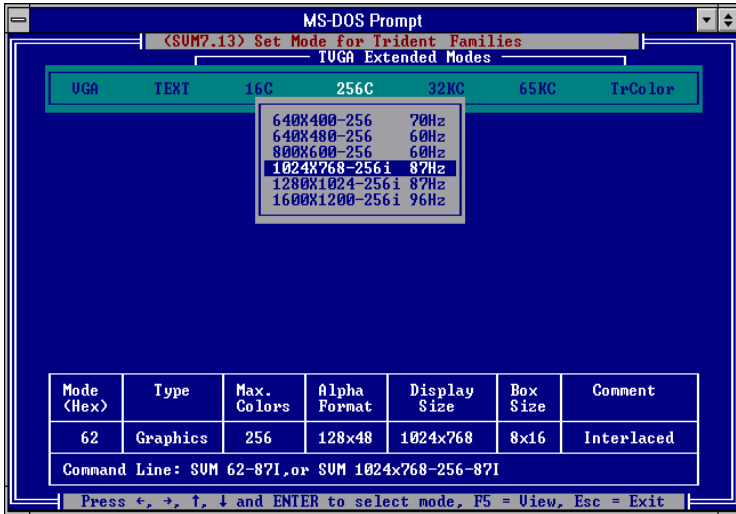 MS-DOS Prompt
(SVM7.13) Set Mode for Trident Families
TVGA Extended Modes
VGA TEXT 16C 256C 32KC 65KC TrColor
640X400-256 70Hz
640X480-256 60Hz
800X600-256 60Hz
1024X768-256i 87Hz
1280X1024-256i 87Hz
1600X1200-256i 96Hz
Mode Type Max. Alpha Display Box Comment
(Hex) Colors Format Size Size
62 Graphics 256 128x48 1024x768 8x16 Interlaced
Command Line: SVM 62-87I,or SVM 1024x768-256-87I
Press ←, →, ↑, ↓ and ENTER to select mode, F5 = View, Esc = Exit